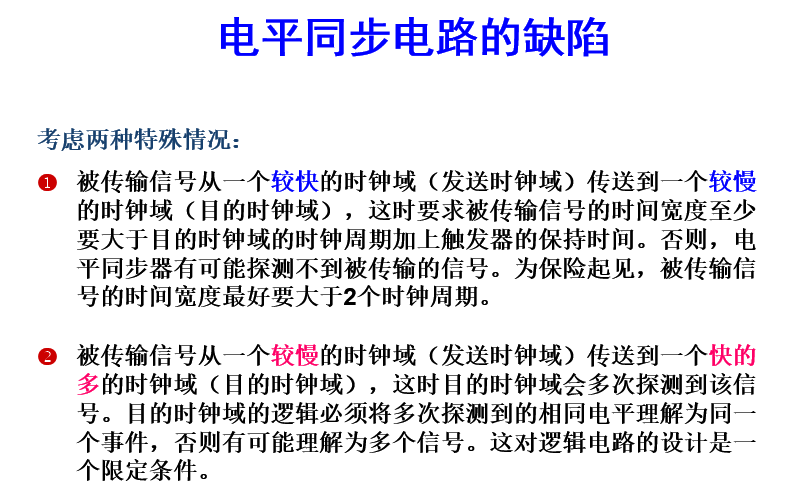 电平同步电路的缺陷
考虑两种特殊情况：
❶ 被传输信号从一个较快的时钟域（发送时钟域）传送到一个较慢
的时钟域（目的时钟域），这时要求被传输信号的时间宽度至少
要大于目的时钟域的时钟周期加上触发器的保持时间。否则，电
平同步器有可能探测不到被传输的信号。为保险起见，被传输信
号的时间宽度最好要大于2个时钟周期。
❷ 被传输信号从一个较慢的时钟域（发送时钟域）传送到一个快的
多的时钟域（目的时钟域），这时目的时钟域会多次探测到该信
号。目的时钟域的逻辑必须将多次探测到的相同电平理解为同一
个事件，否则有可能理解为多个信号。这对逻辑电路的设计是一
个限定条件。